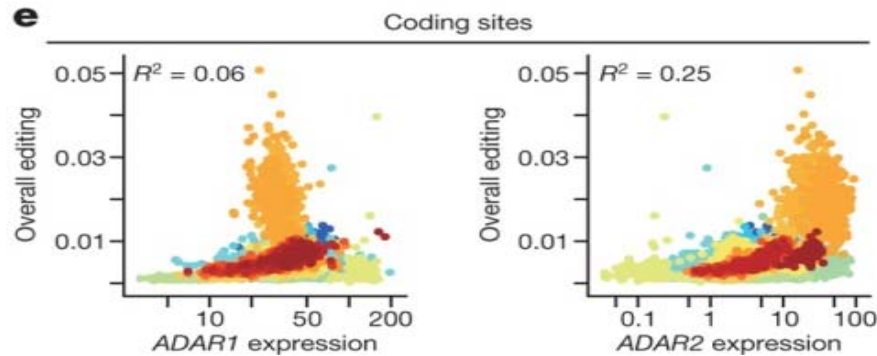 e
Coding sites
R² = 0.06
Overall editing
0.05
0.03
0.01
10 50 200
ADAR1 expression
R² = 0.25
Overall editing
0.05
0.03
0.01
0.1 1 10 100
ADAR2 expression